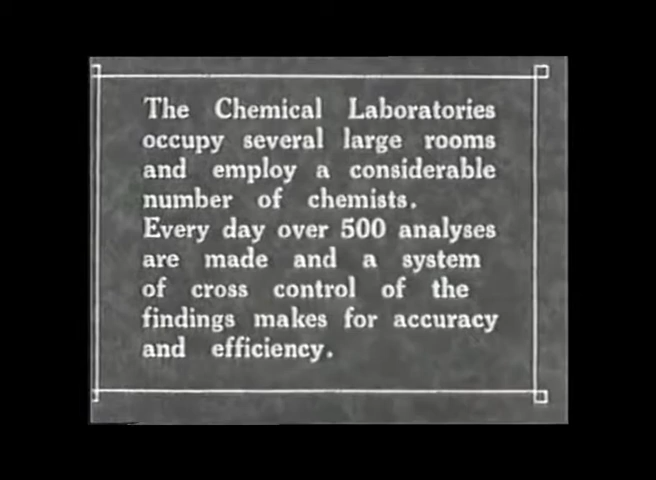 The Chemical Laboratories
occupy several large rooms
and employ a considerable
number of chemists.
Every day over 500 analyses
are made and a system
of cross control of the
findings makes for accuracy
and efficiency.